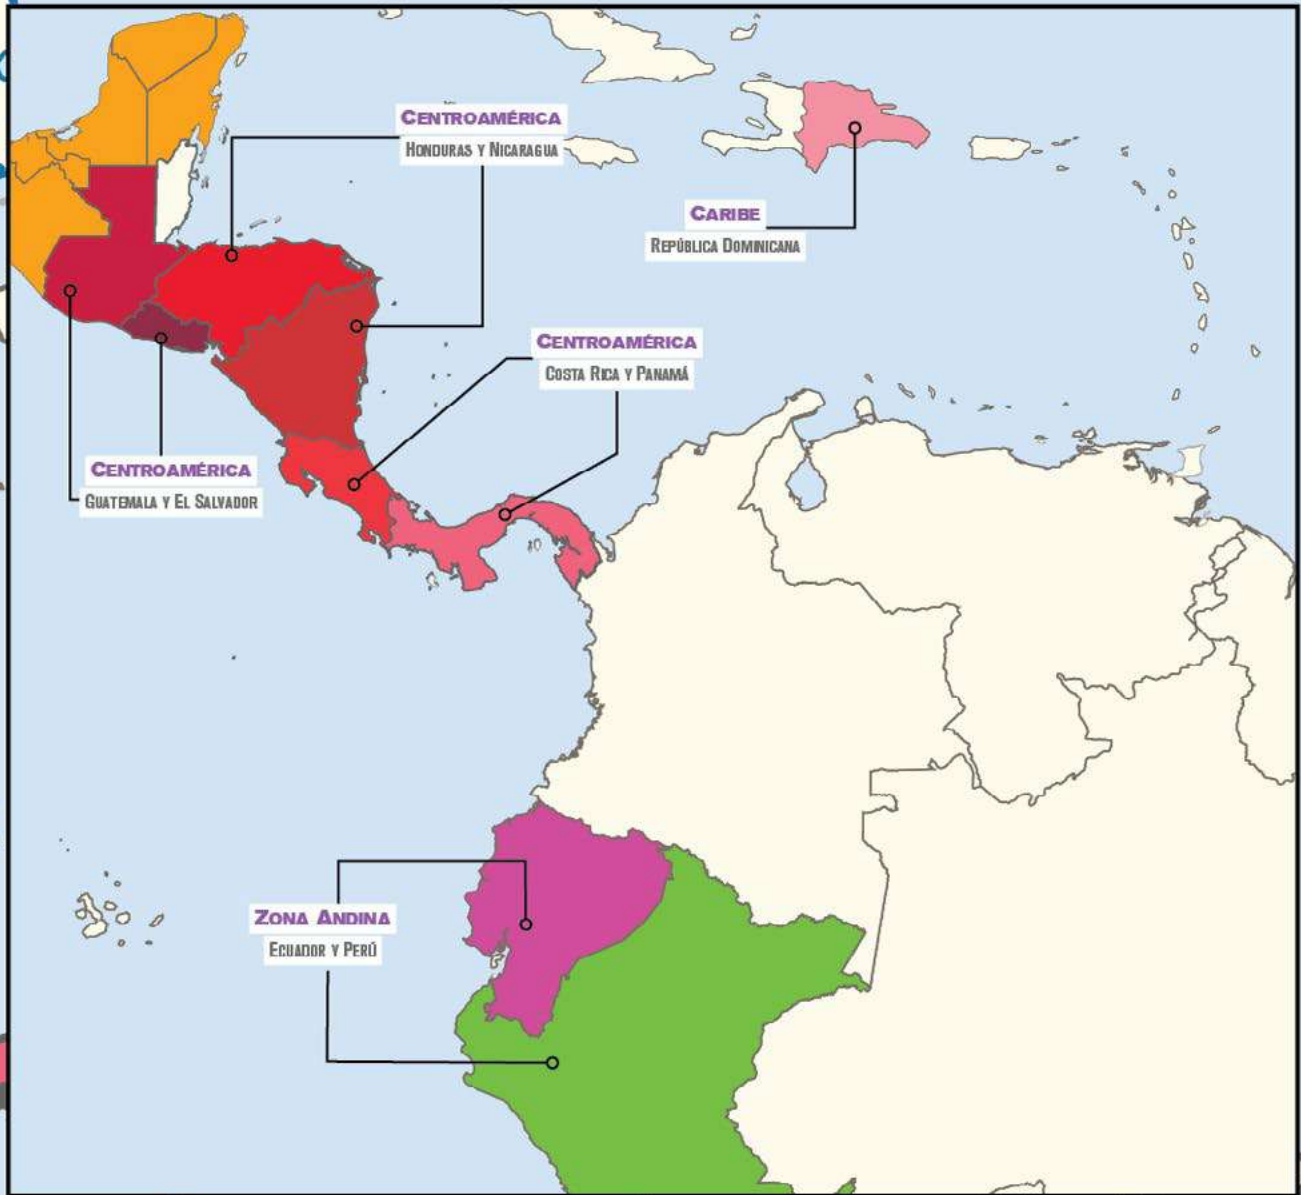 CENTROAMÉRICA
HONDURAS Y NICARAGUA
CARIBE
REPÚBLICA DOMINICANA
CENTROAMÉRICA
COSTA RICA Y PANAMÁ
CENTROAMÉRICA
GUATEMALA Y EL SALVADOR
ZONA ANDINA
ECUADOR Y PERÚ